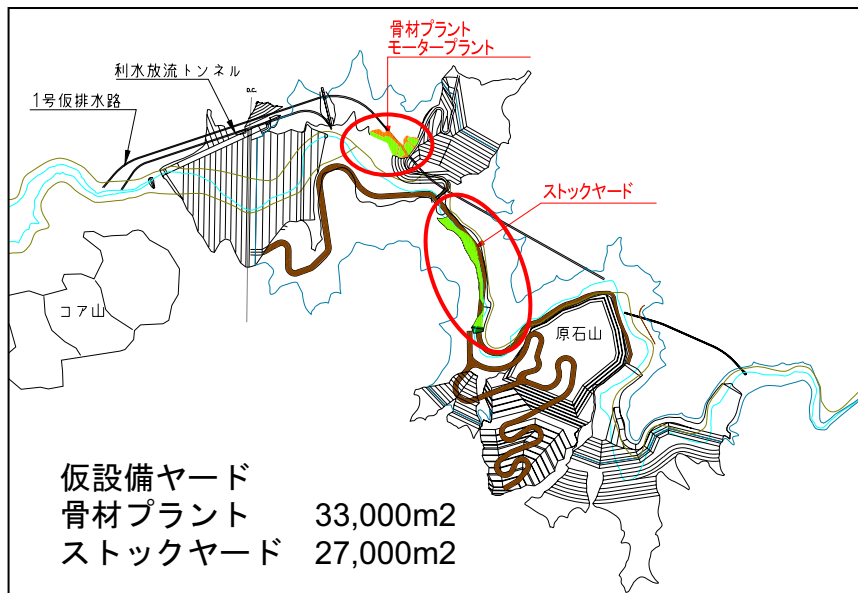 骨材プラント
モータープラント
利水放流トンネル
1号仮排水路
D.C.
ストックヤード
コア山
原石山
仮設備ヤード
骨材プラント 33,000m2
ストックヤード 27,000m2